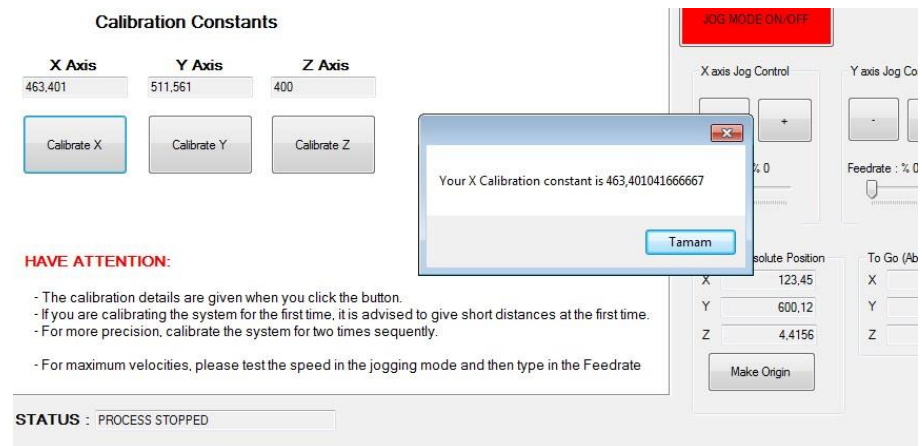 Calibration Constants
X Axis
Y Axis
Z Axis
463,401
511,561
400
Calibrate X
Calibrate Y
Calibrate Z
HAVE ATTENTION:
- The calibration details are given when you click the button.
- If you are calibrating the system for the first time, it is advised to give short distances at the first time.
- For more precision, calibrate the system for two times sequently.
- For maximum velocities, please test the speed in the jogging mode and then type in the Feedrate
STATUS : PROCESS STOPPED
Your X Calibration constant is 463,401041666667
Tamam
JOG MODE ON/OFF
X axis Jog Control
+
% 0
Y axis Jog
-
Feedrate : % 0
Position
X 123,45
Y 600,12
Z 4,4156
Make Origin
To Go
X
Y
Z